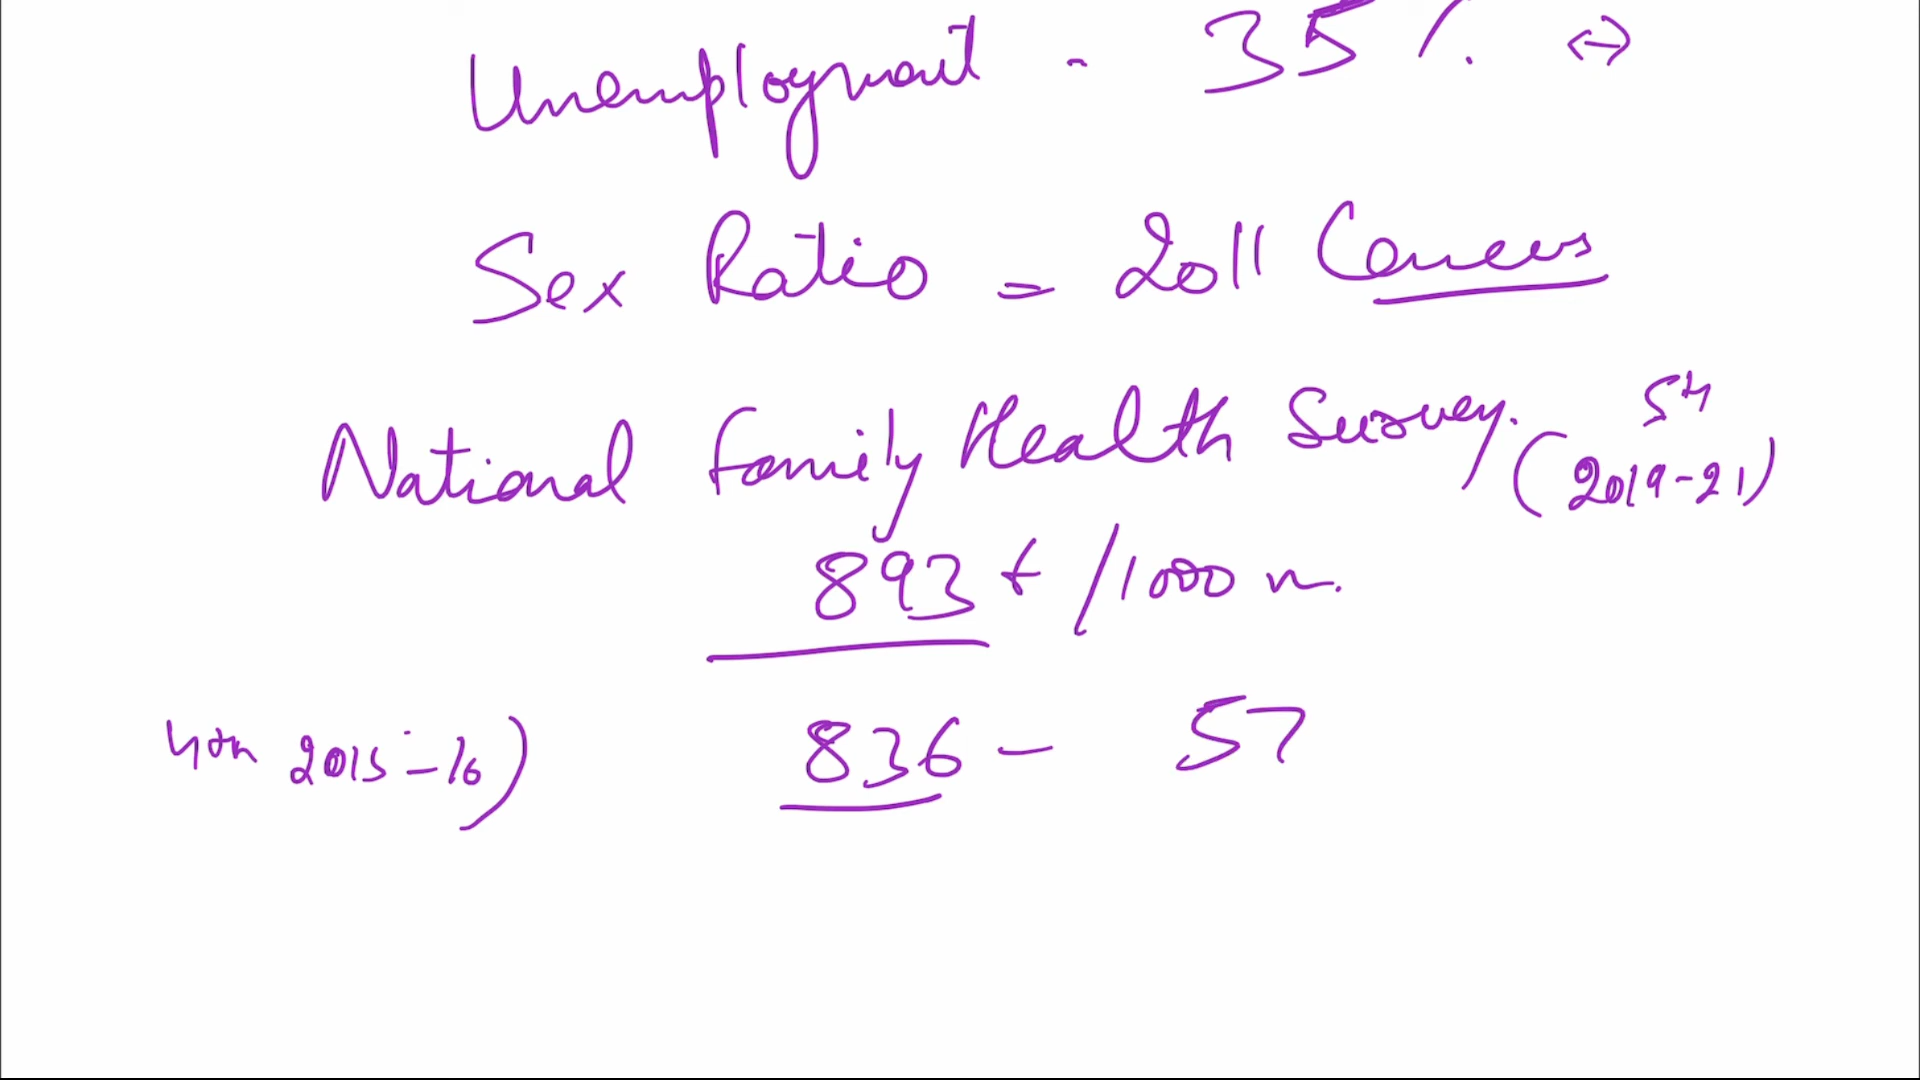 Unemployment - 35 %. ↔
Sex Ratio = 2011 Census
National Family Health Survey. 5th (2019-21)
893 f / 1000 m.
4th 2015-16) 836 - 57